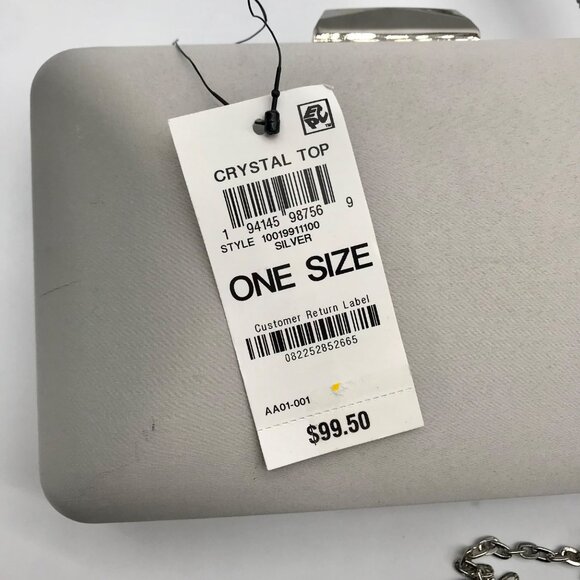 CRYSTAL TOP
1 94145 98756 9
STYLE 10019911100
SILVER
ONE SIZE
Customer Return Label
082252852665
AA01-001
$99.50